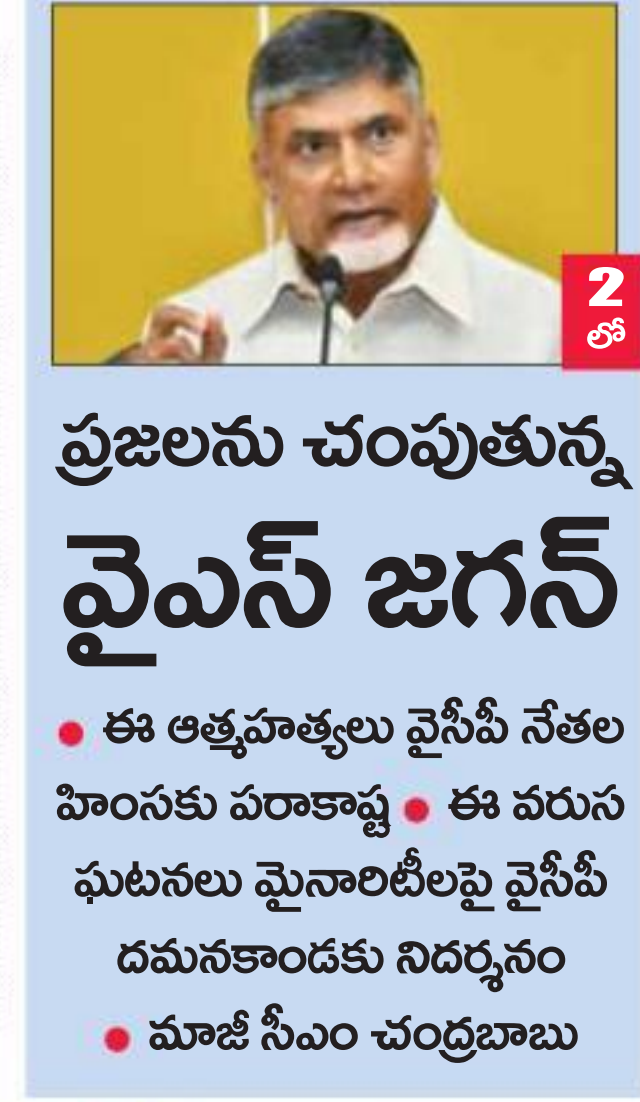 2
లో
ప్రజలను చంపుతున్న
వైఎస్ జగన్
● ఈ ఆత్మహత్యలు వైసీపీ నేతల
హింసకు పరాకాష్ట ● ఈ వరుస
ఘటనలు మైనారిటీలపై వైసీపీ
దమనకాండకు నిదర్శనం
● మాజీ సీఎం చంద్రబాబు